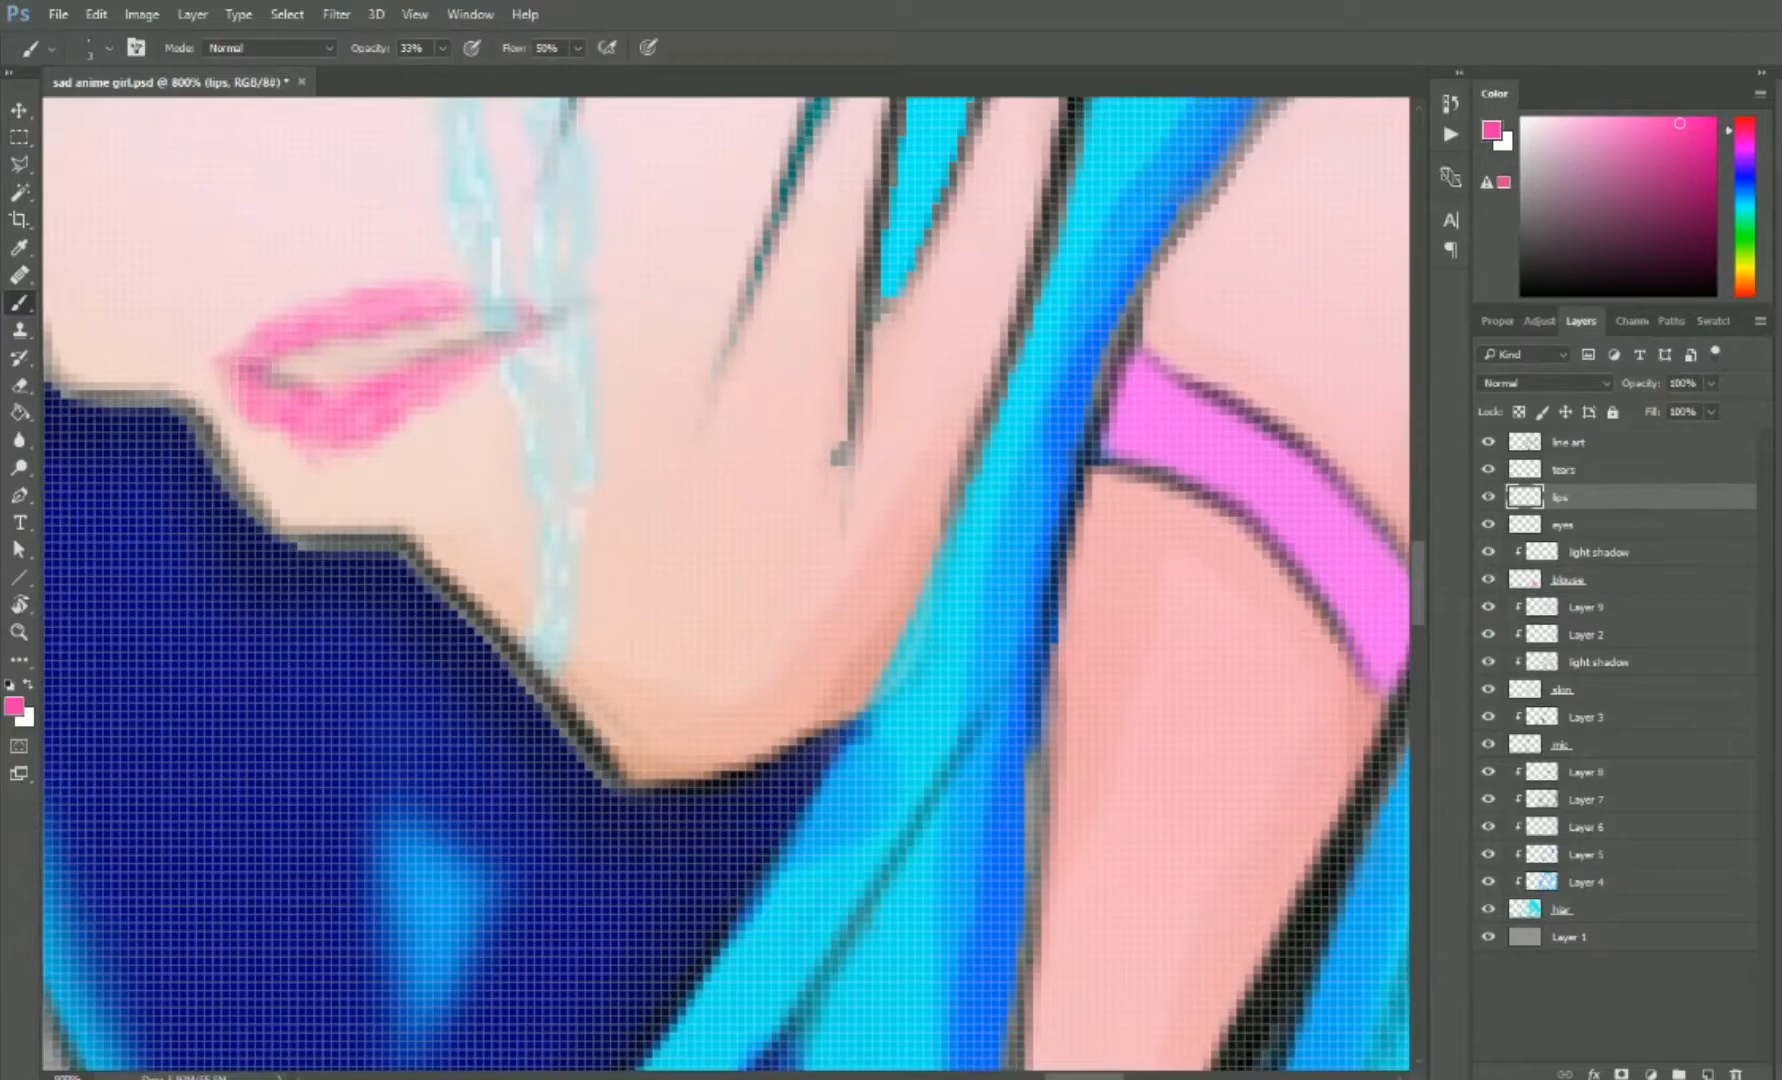 Ps File Edit Image Layer Type Select Filter 3D View Window Help
3 Mode: Normal Opacity: 33% Flow: 50%
sad anime girl.psd @ 800% (lips, RGB/8#) * ×
Color
Proper Adjust Layers Chann Paths Swatcl
Kind
Normal Opacity: 100%
Lock: Fill: 100%
line art
tears
lips
eyes
light shadow
blouse
Layer 9
Layer 2
light shadow
skin
Layer 3
mic
Layer 8
Layer 7
Layer 6
Layer 5
Layer 4
Layer 1
800%